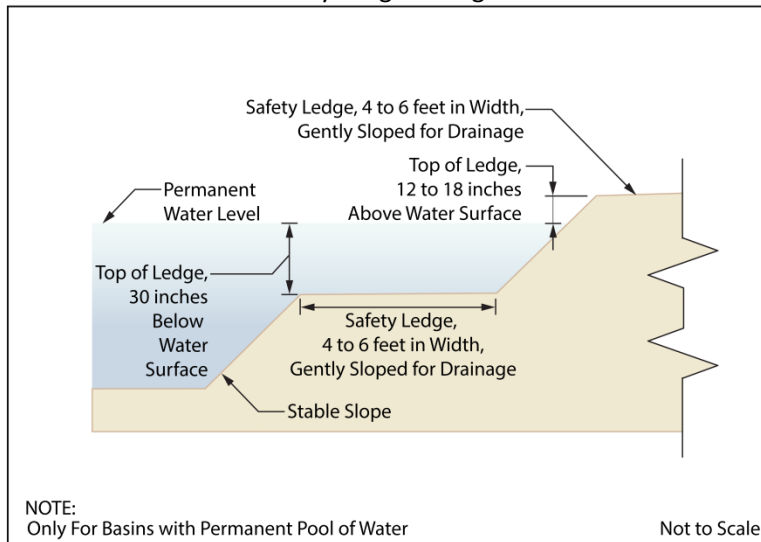 Safety Ledge, 4 to 6 feet in Width,
Gently Sloped for Drainage
Top of Ledge,
12 to 18 inches
Above Water Surface
Permanent
Water Level
Top of Ledge,
30 inches
Below
Water
Surface
Safety Ledge,
4 to 6 feet in Width,
Gently Sloped for Drainage
Stable Slope
NOTE:
Only For Basins with Permanent Pool of Water
Not to Scale